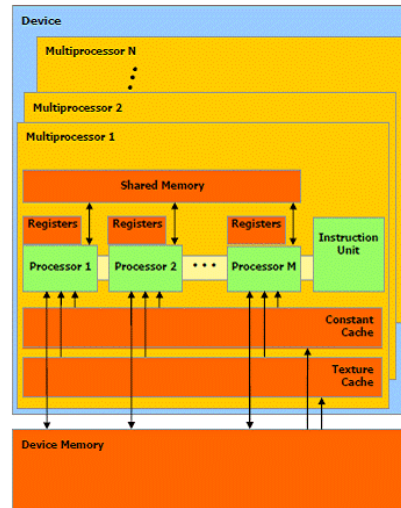 Device
Multiprocessor N
Multiprocessor 2
Multiprocessor 1
Shared Memory
Registers Registers Registers
Instruction
Unit
Processor 1 Processor 2 Processor M
Constant
Cache
Texture
Cache
Device Memory